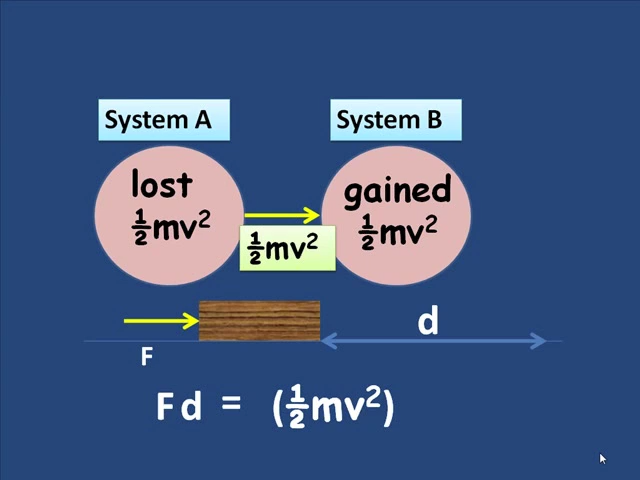 System A
System B
lost
½mv²
gained
½mv²
½mv²
d
F
Fd = (½mv²)